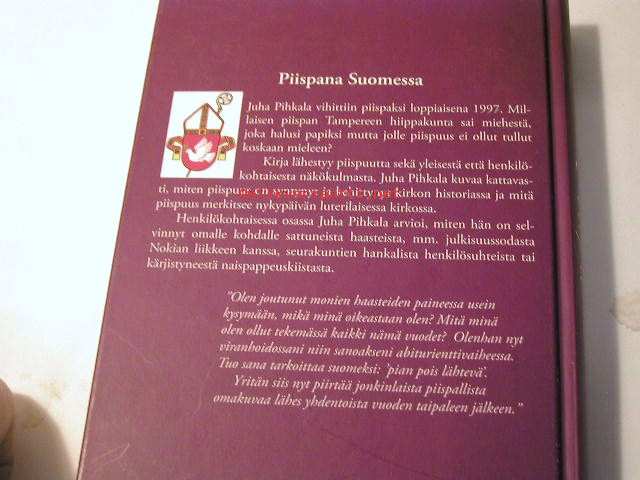 Piispana Suomessa
Juha Pihkala vihittiin piispaksi loppiaisena 1997. Mil-
laisen piispan Tampereen hiippakunta sai miehestä,
joka halusi papiksi mutta jolle piispuus ei ollut tullut
koskaan mieleen?
Kirja lähestyy piispuutta sekä yleisestä että henkilö-
kohtaisesta näkökulmasta. Juha Pihkala kuvaa kattavas-
ti, miten piispuus on syntynyt ja kehittynyt kirkon historiassa ja mitä
piispuus merkitsee nykypäivän luterilaisessa kirkossa.
Henkilökohtaisessa osassa Juha Pihkala arvioi, miten hän on sel-
vinnyt omalle kohdalle sattuneista haasteista, mm. julkisuussodasta
Nokian liikkeen kanssa, seurakuntien hankalista henkilösuhteista tai
kärjistyneestä naispappeuskiistasta.
"Olen joutunut monien haasteiden paineessa usein
kysymään, mikä minä oikeastaan olen? Mitä minä
olen ollut tekemässä kaikki nämä vuodet? Olenhan nyt
viranhoidossani niin sanoakseni abiturienttivaiheessa.
Tuo sana tarkoittaa suomeksi: 'pian pois lähtevä'.
Yritän siis nyt piirtää jonkinlaista piispallista
omakuvaa lähes yhdentoista vuoden taipaleen jälkeen."